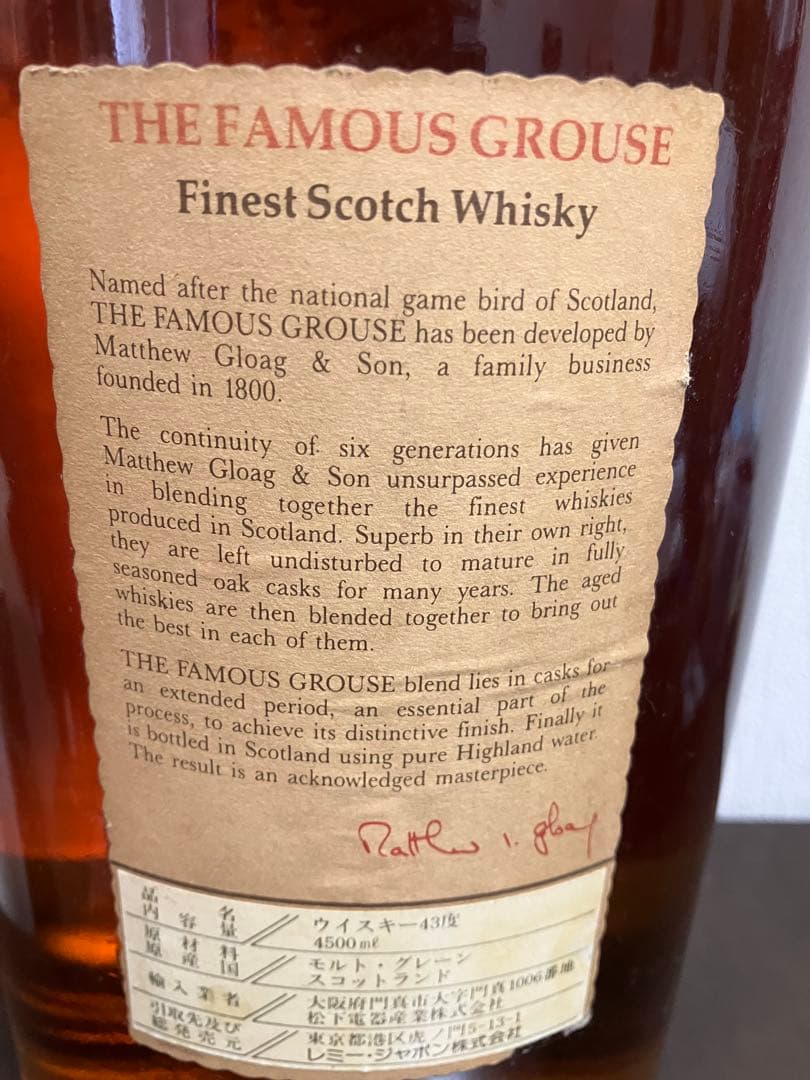 THE FAMOUS GROUSE
Finest Scotch Whisky
Named after the national game bird of Scotland,
THE FAMOUS GROUSE has been developed by
Matthew Gloag & Son, a family business
founded in 1800.
The continuity of six generations has given
Matthew Gloag & Son unsurpassed experience
in blending together the finest whiskies
produced in Scotland. Superb in their own right,
they are left undisturbed to mature in fully
seasoned oak casks for many years. The aged
whiskies are then blended together to bring out
the best in each of them.
THE FAMOUS GROUSE blend lies in casks for
an extended period, an essential part of the
process, to achieve its distinctive finish. Finally it
is bottled in Scotland using pure Highland water.
The result is an acknowledged masterpiece.
Matthew I. Gloag
品名 ウイスキー43度
内容量 4500ml
原材料 モルト・グレーン
原産国 スコットランド
輸入業者 大阪府門真市大字門真1006番地
松下電器産業株式会社
引取先及び 東京都港区虎ノ門5-13-1
総発売元 レミー・ジャポン株式会社